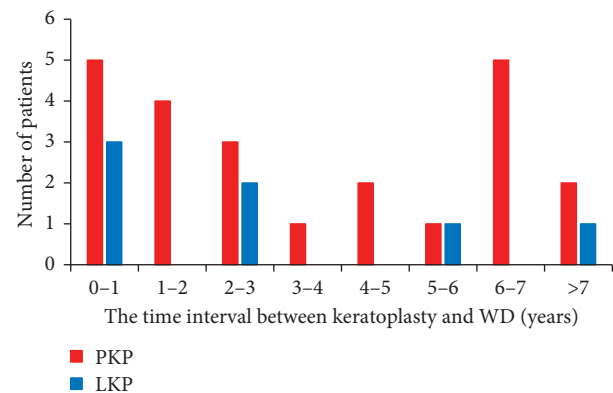 6
5
4
3
2
1
0
Number of patients
0–1 1–2 2–3 3–4 4–5 5–6 6–7 >7
The time interval between keratoplasty and WD (years)
PKP
LKP